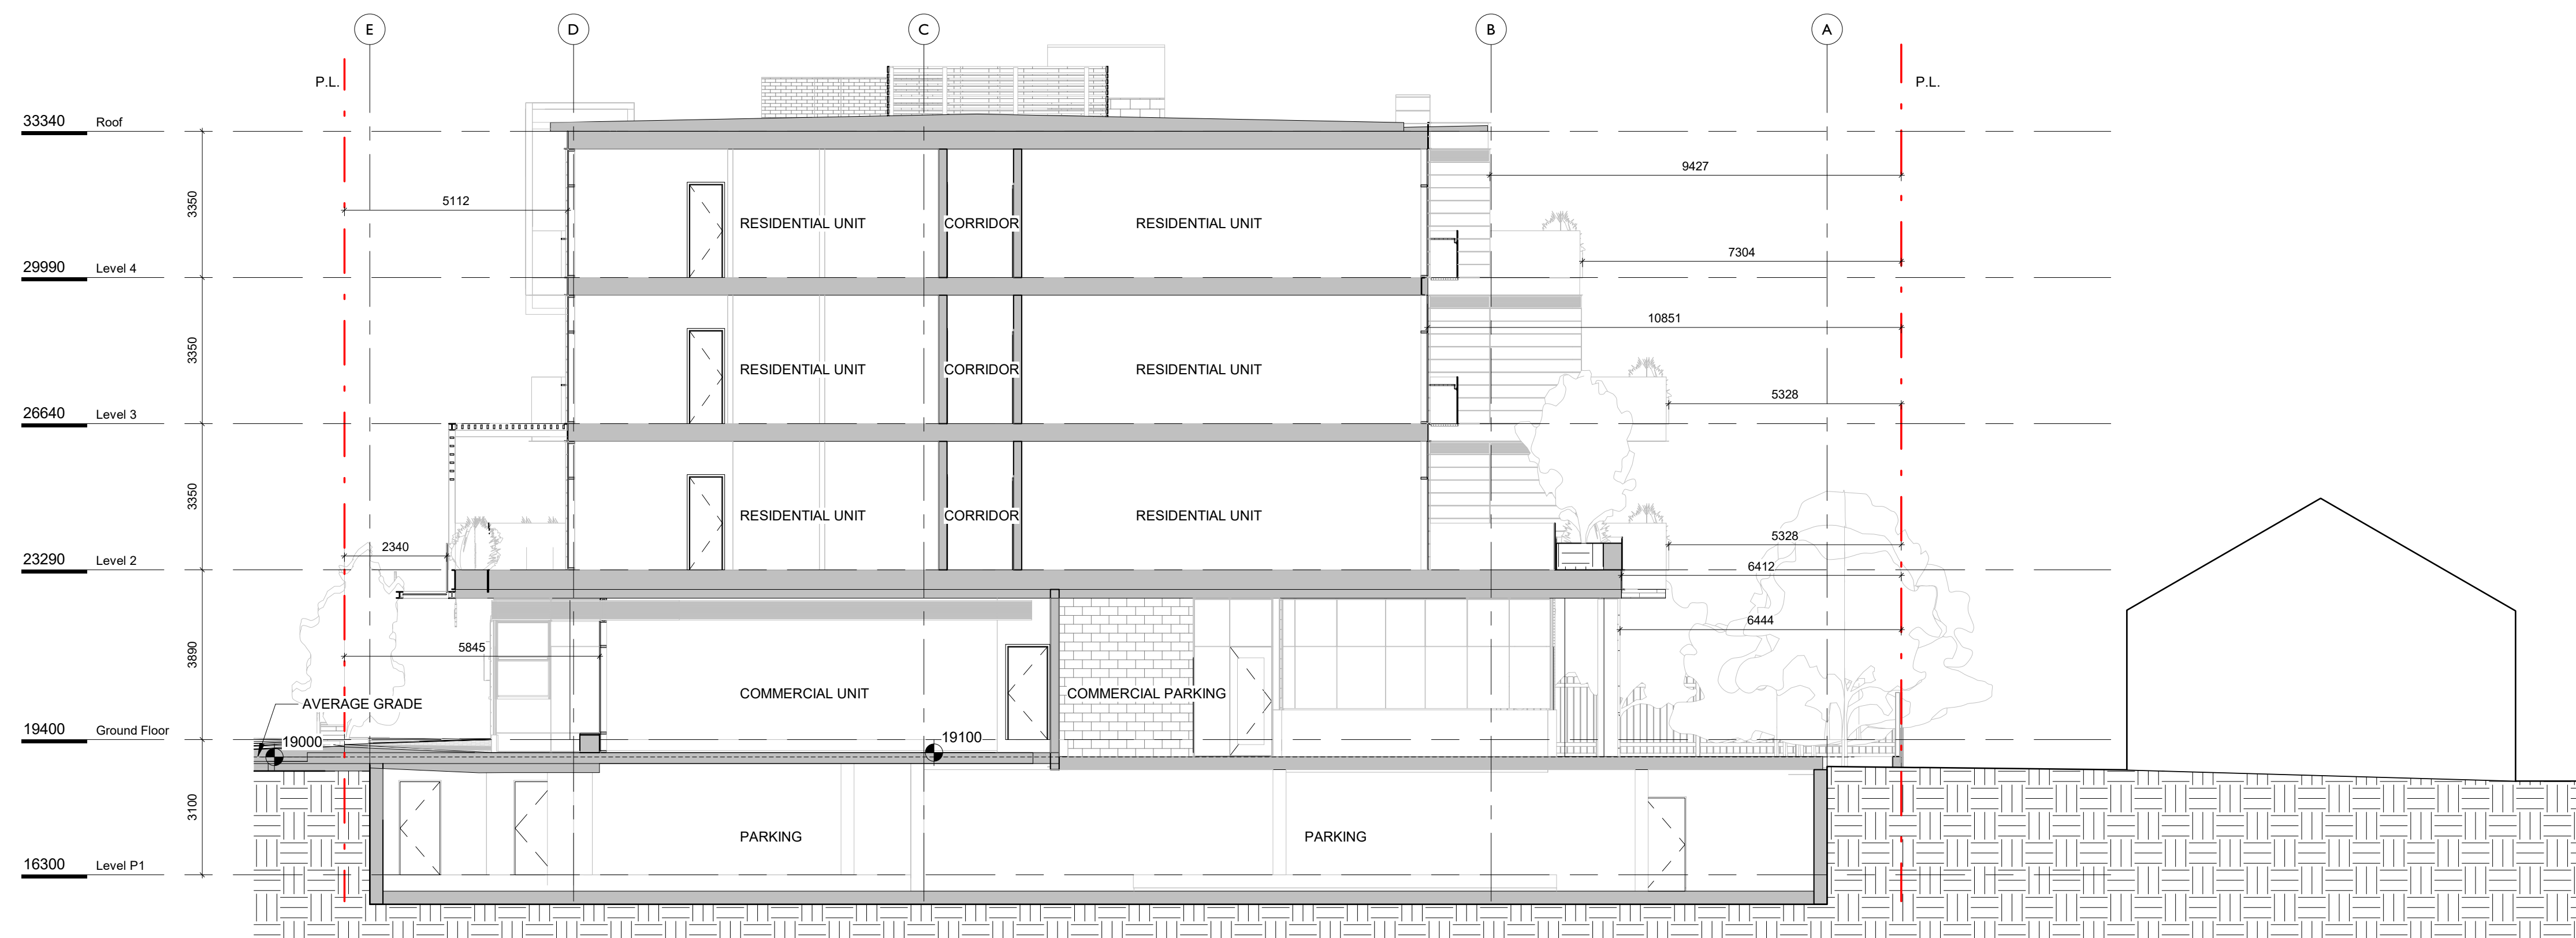 E
D
C
B
A
P.L.
P.L.
33340 Roof
9427
3350
5112
RESIDENTIAL UNIT
CORRIDOR
RESIDENTIAL UNIT
7304
29990 Level 4
10851
3350
RESIDENTIAL UNIT
CORRIDOR
RESIDENTIAL UNIT
5328
26640 Level 3
3350
RESIDENTIAL UNIT
CORRIDOR
RESIDENTIAL UNIT
5328
2340
23290 Level 2
6412
6444
3890
5845
COMMERCIAL UNIT
COMMERCIAL PARKING
AVERAGE GRADE
19400 Ground Floor
19000
19100
3100
PARKING
PARKING
16300 Level P1